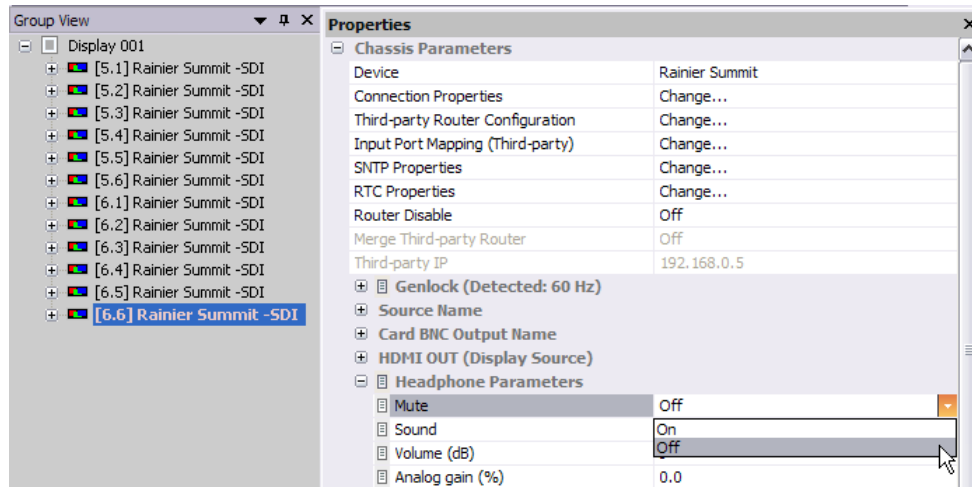 Group View
Display 001
[5.1] Rainier Summit -SDI
[5.2] Rainier Summit -SDI
[5.3] Rainier Summit -SDI
[5.4] Rainier Summit -SDI
[5.5] Rainier Summit -SDI
[5.6] Rainier Summit -SDI
[6.1] Rainier Summit -SDI
[6.2] Rainier Summit -SDI
[6.3] Rainier Summit -SDI
[6.4] Rainier Summit -SDI
[6.5] Rainier Summit -SDI
[6.6] Rainier Summit -SDI
Properties
Chassis Parameters
Device Rainier Summit
Connection Properties Change...
Third-party Router Configuration Change...
Input Port Mapping (Third-party) Change...
SNTP Properties Change...
RTC Properties Change...
Router Disable Off
Merge Third-party Router Off
Third-party IP 192.168.0.5
Genlock (Detected: 60 Hz)
Source Name
Card BNC Output Name
HDMI OUT (Display Source)
Headphone Parameters
Mute Off
Sound On
Volume (dB) Off
Analog gain (%) 0.0